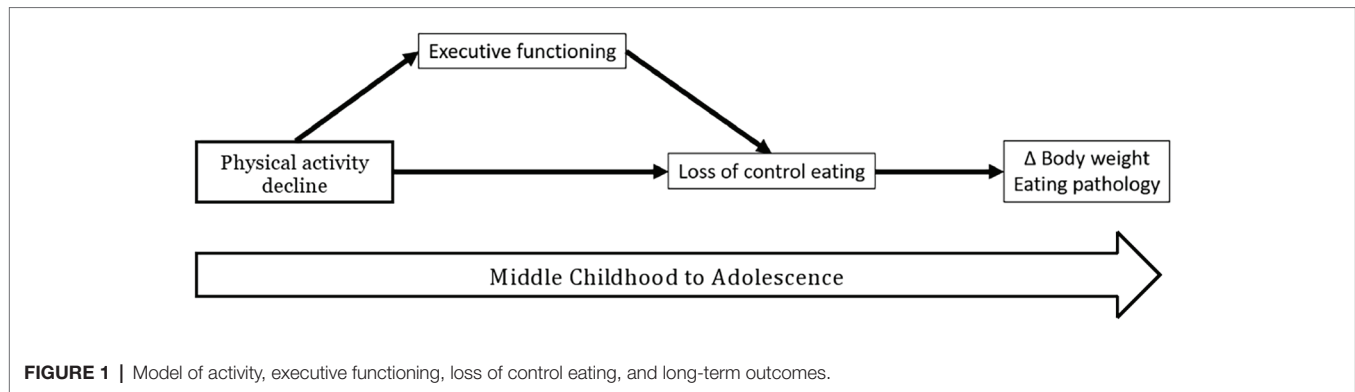 Executive functioning
Physical activity
decline
Loss of control eating
Δ Body weight
Eating pathology
Middle Childhood to Adolescence
FIGURE 1 | Model of activity, executive functioning, loss of control eating, and long-term outcomes.